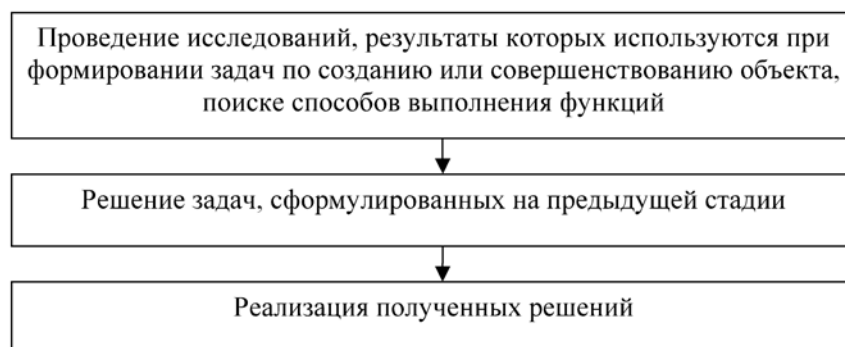 Проведение исследований, результаты которых используются при
формировании задач по созданию или совершенствованию объекта,
поиске способов выполнения функций
Решение задач, сформулированных на предыдущей стадии
Реализация полученных решений